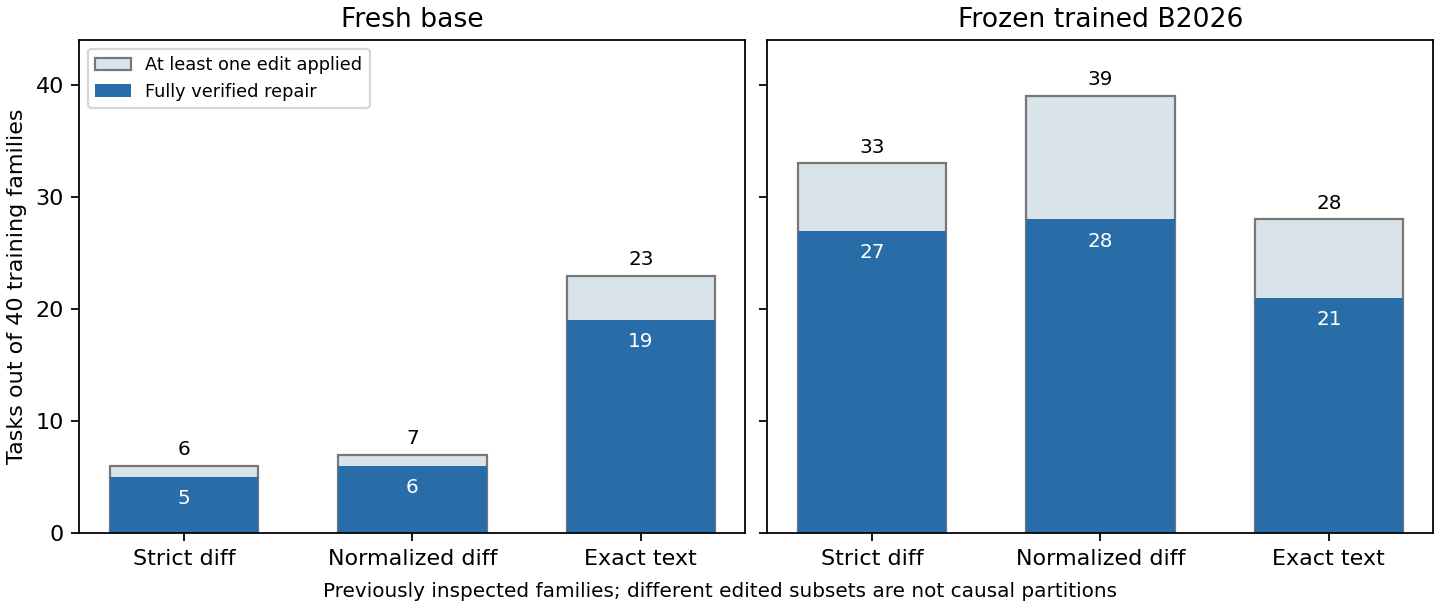 Fresh base
Frozen trained B2026
Tasks out of 40 training families
40
30
20
10
0
At least one edit applied
Fully verified repair
6
5
7
6
23
19
33
27
39
28
28
21
Strict diff
Normalized diff
Exact text
Strict diff
Normalized diff
Exact text
Previously inspected families; different edited subsets are not causal partitions